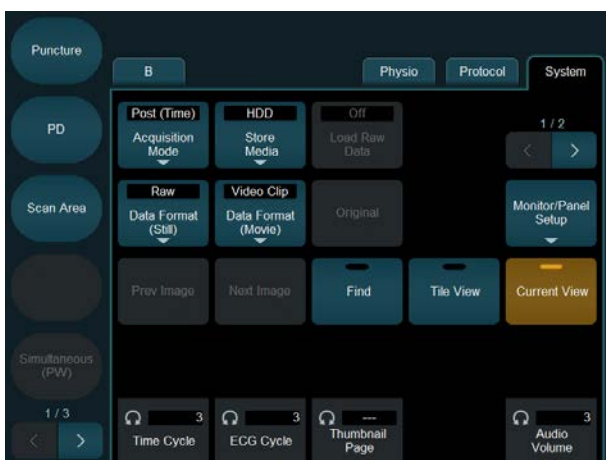 Puncture
B
Physio
Protocol
System
PD
Post (Time)
Acquisition
Mode
HDD
Store
Media
Off
Load Raw
Data
1 / 2
< >
Scan Area
Raw
Data Format
(Still)
Video Clip
Data Format
(Movie)
Original
Monitor/Panel
Setup
Prev Image
Next Image
Find
Tile View
Current View
Simultaneous
(PW)
1 / 3
< >
3
Time Cycle
3
ECG Cycle
---
Thumbnail
Page
3
Audio
Volume